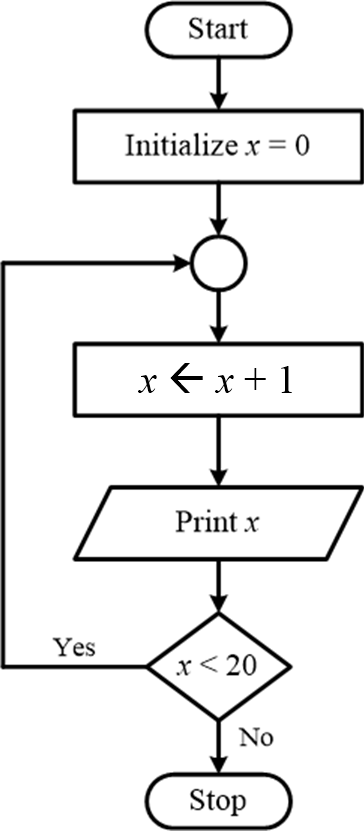 Start
Initialize x = 0
x ← x + 1
Print x
x < 20
Yes
No
Stop